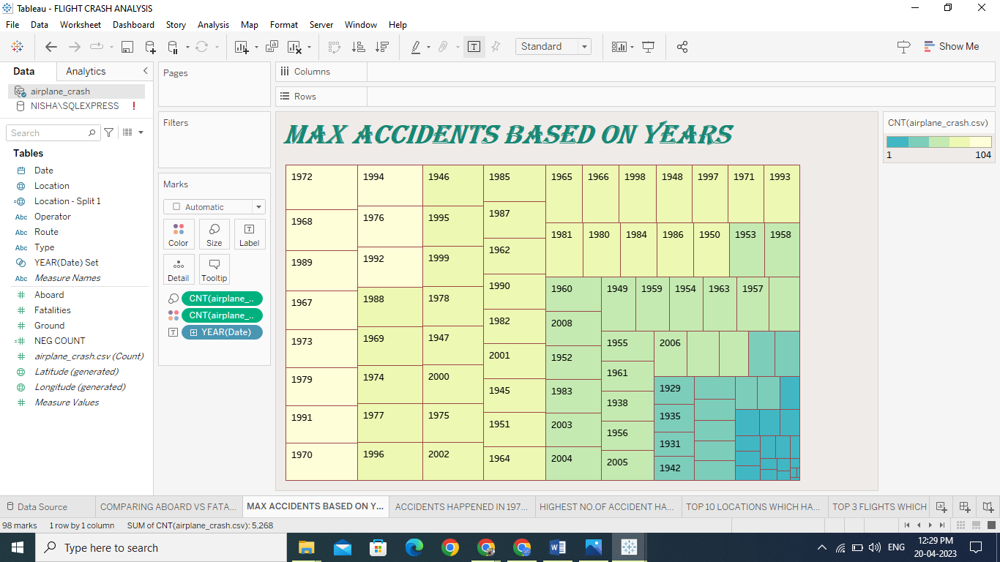 Tableau - FLIGHT CRASH ANALYSIS
File Data Worksheet Dashboard Story Analysis Map Format Server Window Help
Standard
Show Me
Data Analytics
airplane_crash
NISHA\SQLEXPRESS !
Search
Tables
Date
Location
Location - Split 1
Abc Operator
Abc Route
Abc Type
YEAR(Date) Set
Abc Measure Names
# Aboard
# Fatalities
# Ground
=# NEG COUNT
# airplane_crash.csv (Count)
Latitude (generated)
Longitude (generated)
# Measure Values
Pages
Filters
Marks
Automatic
Color Size Label
Detail Tooltip
CNT(airplane_..
CNT(airplane_..
YEAR(Date)
Columns
Rows
MAX ACCIDENTS BASED ON YEARS
1972
1968
1989
1967
1973
1979
1991
1970
1994
1976
1992
1988
1969
1974
1977
1996
1946
1995
1999
1978
1947
2000
1975
2002
1985
1987
1962
1990
1982
2001
1945
1951
1964
1965 1966 1998 1948 1997 1971 1993
1981 1980 1984 1986 1950 1953 1958
1960
2008
1952
1983
2003
2004
1949 1959 1954 1963 1957
1955
1961
1938
1956
2005
2006
1929
1935
1931
1942
CNT(airplane_crash.csv)
1 104
Data Source COMPARING ABOARD VS FATA... MAX ACCIDENTS BASED ON Y... ACCIDENTS HAPPENED IN 197... HIGHEST NO.OF ACCIDENT HA... TOP 10 LOCATIONS WHICH HA... TOP 3 FLIGHTS WHICH
98 marks 1 row by 1 column SUM of CNT(airplane_crash.csv): 5,268
Type here to search
ENG
12:29 PM
20-04-2023